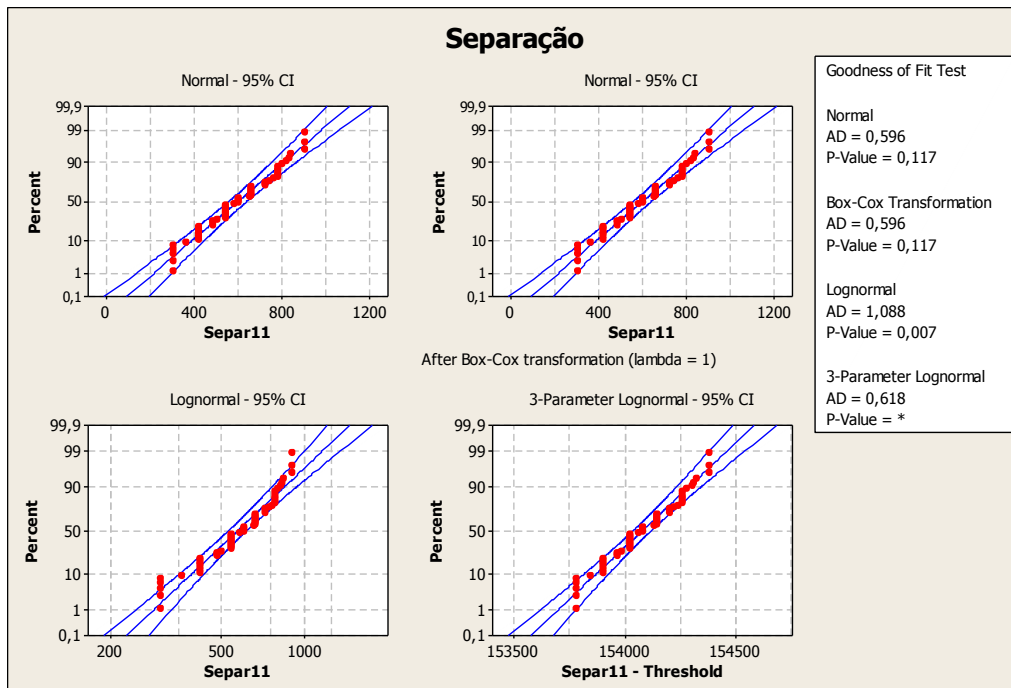 Separação
Normal - 95% CI
99,9
99
90
50
10
1
0,1
Percent
0
400
800
1200
Separ11
Normal - 95% CI
99,9
99
90
50
10
1
0,1
Percent
0
400
800
1200
Separ11
After Box-Cox transformation (lambda = 1)
Lognormal - 95% CI
99,9
99
90
50
10
1
0,1
Percent
200
500
1000
Separ11
3-Parameter Lognormal - 95% CI
99,9
99
90
50
10
1
0,1
Percent
153500
154000
154500
Separ11 - Threshold
Goodness of Fit Test
Normal
AD = 0,596
P-Value = 0,117
Box-Cox Transformation
AD = 0,596
P-Value = 0,117
Lognormal
AD = 1,088
P-Value = 0,007
3-Parameter Lognormal
AD = 0,618
P-Value = *